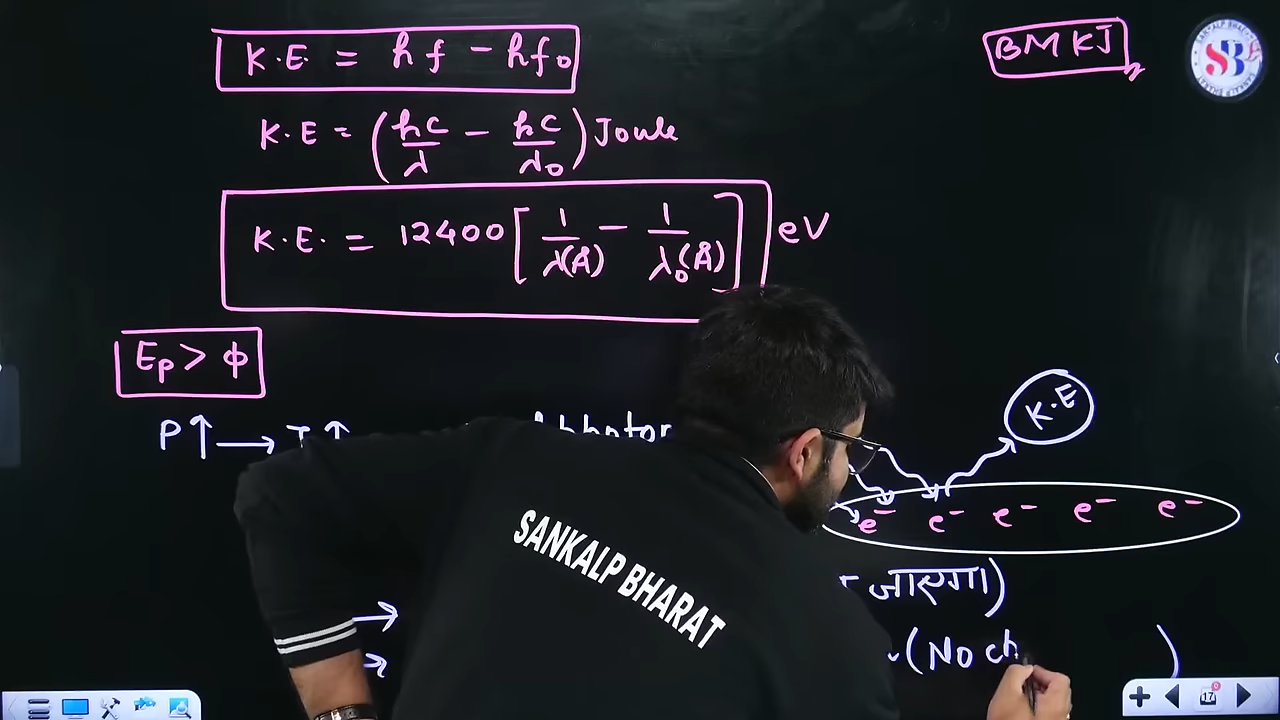 K.E = hf - hf₀
BMKJ
SB
K.E = (hc/λ - hc/λ₀) Joule
K.E. = 12400 [1/λ(Å) - 1/λ₀(Å)] eV
Eₚ > ϕ
P↑ →
K.E
e⁻ e⁻ e⁻ e⁻ e⁻
SANKALP BHARAT
जाएगा)
(No ch )
17